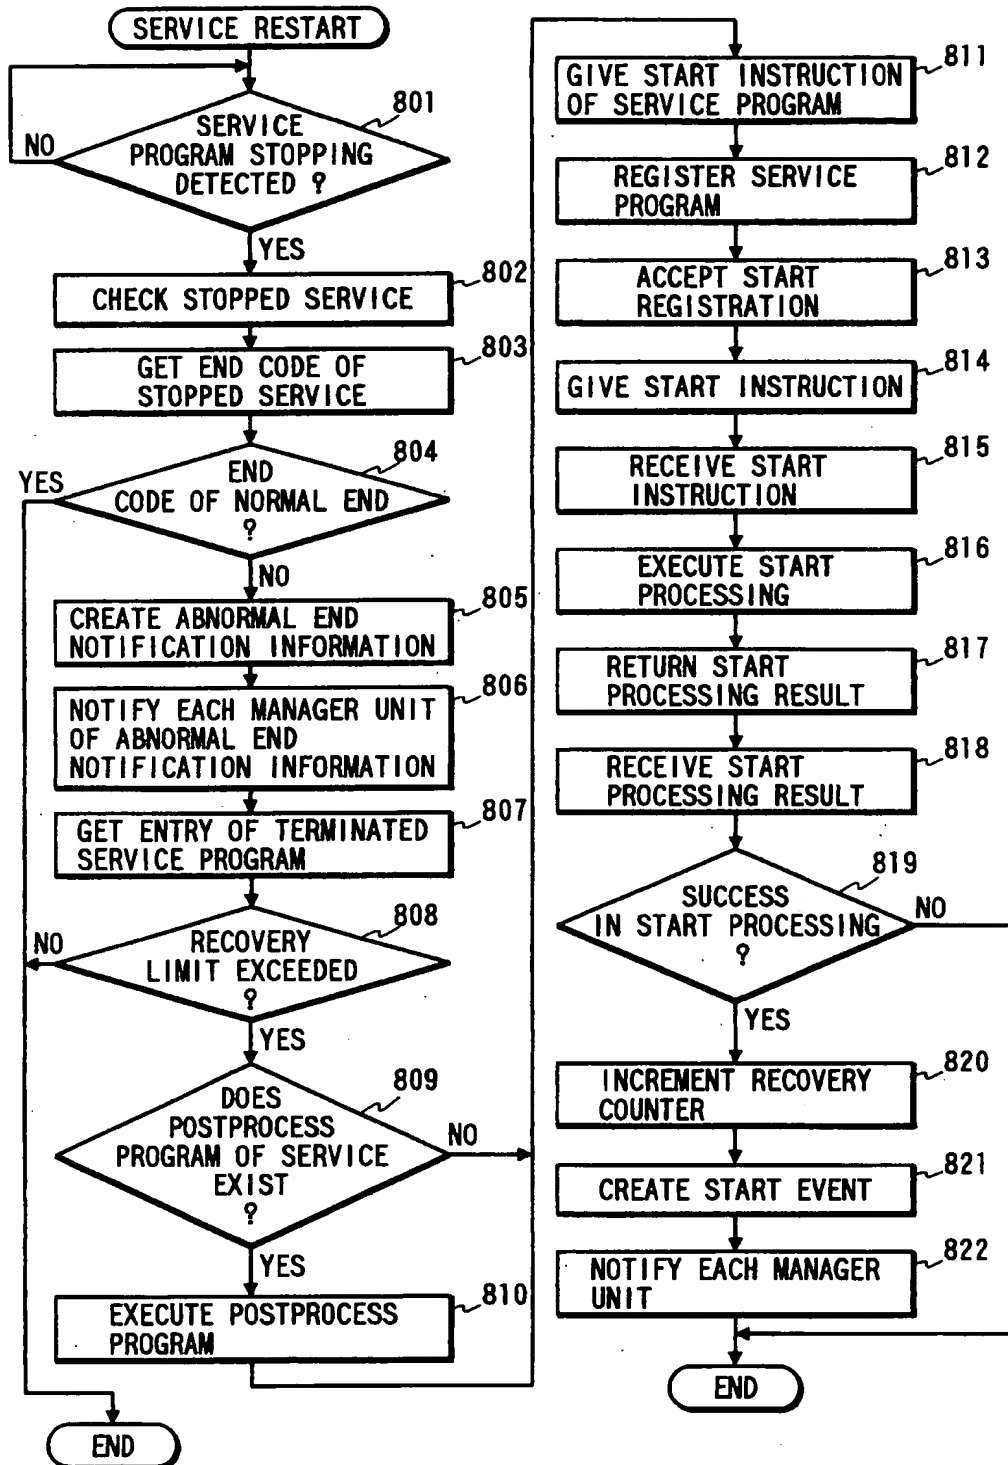 SERVICE RESTART
801
SERVICE
PROGRAM STOPPING
DETECTED ?
NO
YES
802
CHECK STOPPED SERVICE
803
GET END CODE OF
STOPPED SERVICE
804
YES
END
CODE OF NORMAL END
?
NO
805
CREATE ABNORMAL END
NOTIFICATION INFORMATION
806
NOTIFY EACH MANAGER UNIT
OF ABNORMAL END
NOTIFICATION INFORMATION
807
GET ENTRY OF TERMINATED
SERVICE PROGRAM
808
NO
RECOVERY
LIMIT EXCEEDED
?
YES
809
DOES
POSTPROCESS
PROGRAM OF SERVICE
EXIST
?
NO
YES
810
EXECUTE POSTPROCESS
PROGRAM
END
811
GIVE START INSTRUCTION
OF SERVICE PROGRAM
812
REGISTER SERVICE
PROGRAM
813
ACCEPT START
REGISTRATION
814
GIVE START INSTRUCTION
815
RECEIVE START
INSTRUCTION
816
EXECUTE START
PROCESSING
817
RETURN START
PROCESSING RESULT
818
RECEIVE START
PROCESSING RESULT
819
SUCCESS
IN START PROCESSING
?
NO
YES
820
INCREMENT RECOVERY
COUNTER
821
CREATE START EVENT
822
NOTIFY EACH MANAGER
UNIT
END